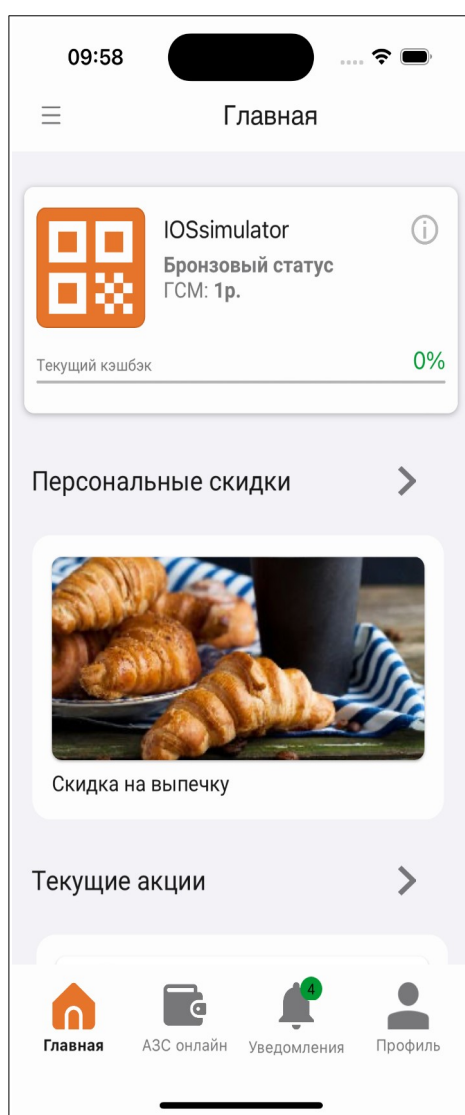 09:58
Главная
IOSsimulator
Бронзовый статус
ГСМ: 1р.
Текущий кэшбэк
0%
Персональные скидки
Скидка на выпечку
Текущие акции
4
Главная
АЗС онлайн
Уведомления
Профиль